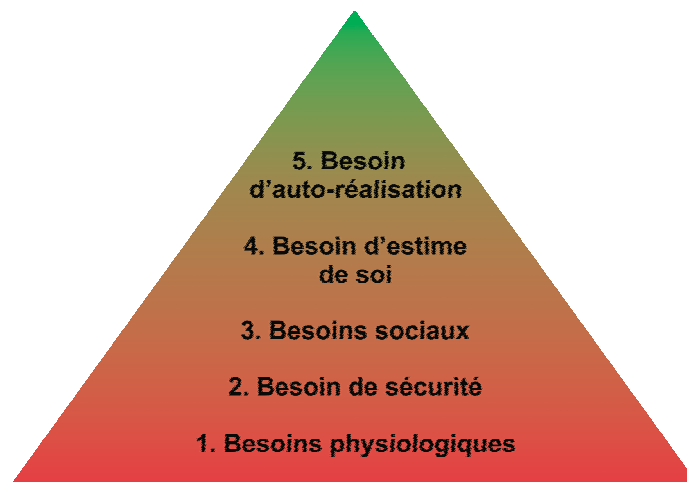 5. Besoin
d’auto-réalisation
4. Besoin d’estime
de soi
3. Besoins sociaux
2. Besoin de sécurité
1. Besoins physiologiques